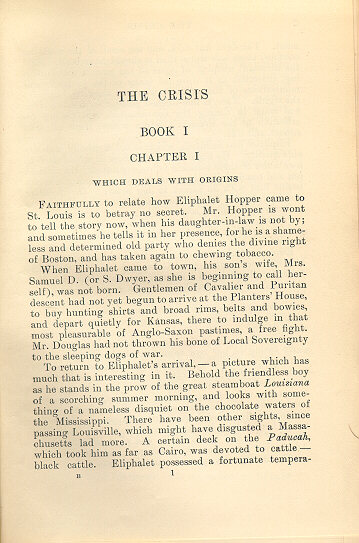 THE CRISIS
BOOK I
CHAPTER I
WHICH DEALS WITH ORIGINS
FAITHFULLY to relate how Eliphalet Hopper came to
St. Louis is to betray no secret. Mr. Hopper is wont
to tell the story now, when his daughter-in-law is not by;
and sometimes he tells it in her presence, for he is a shame-
less and determined old party who denies the divine right
of Boston, and has taken again to chewing tobacco.
When Eliphalet came to town, his son's wife, Mrs.
Samuel D. (or S. Dwyer, as she is beginning to call her-
self), was not born. Gentlemen of Cavalier and Puritan
descent had not yet begun to arrive at the Planters' House,
to buy hunting shirts and broad rims, belts and bowies,
and depart quietly for Kansas, there to indulge in that
most pleasurable of Anglo-Saxon pastimes, a free fight.
Mr. Douglas had not thrown his bone of Local Sovereignty
to the sleeping dogs of war.
To return to Eliphalet's arrival, — a picture which has
much that is interesting in it. Behold the friendless boy
as he stands in the prow of the great steamboat Louisiana
of a scorching summer morning, and looks with some-
thing of a nameless disquiet on the chocolate waters of
the Mississippi. There have been other sights, since
passing Louisville, which might have disgusted a Massa-
chusetts lad more. A certain deck on the Paducah,
which took him as far as Cairo, was devoted to cattle —
black cattle. Eliphalet possessed a fortunate tempera-
B 1